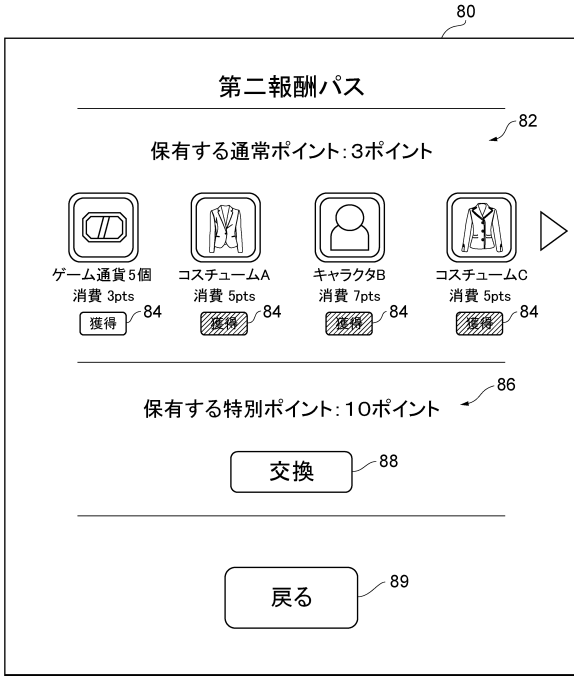 80
第二報酬パス
82
保有する通常ポイント：3ポイント
ゲーム通貨5個 コスチュームA キャラクタB コスチュームC
消費 3pts 消費 5pts 消費 7pts 消費 5pts
獲得 84 獲得 84 獲得 84 獲得 84
86
保有する特別ポイント：10ポイント
交換 88
戻る 89